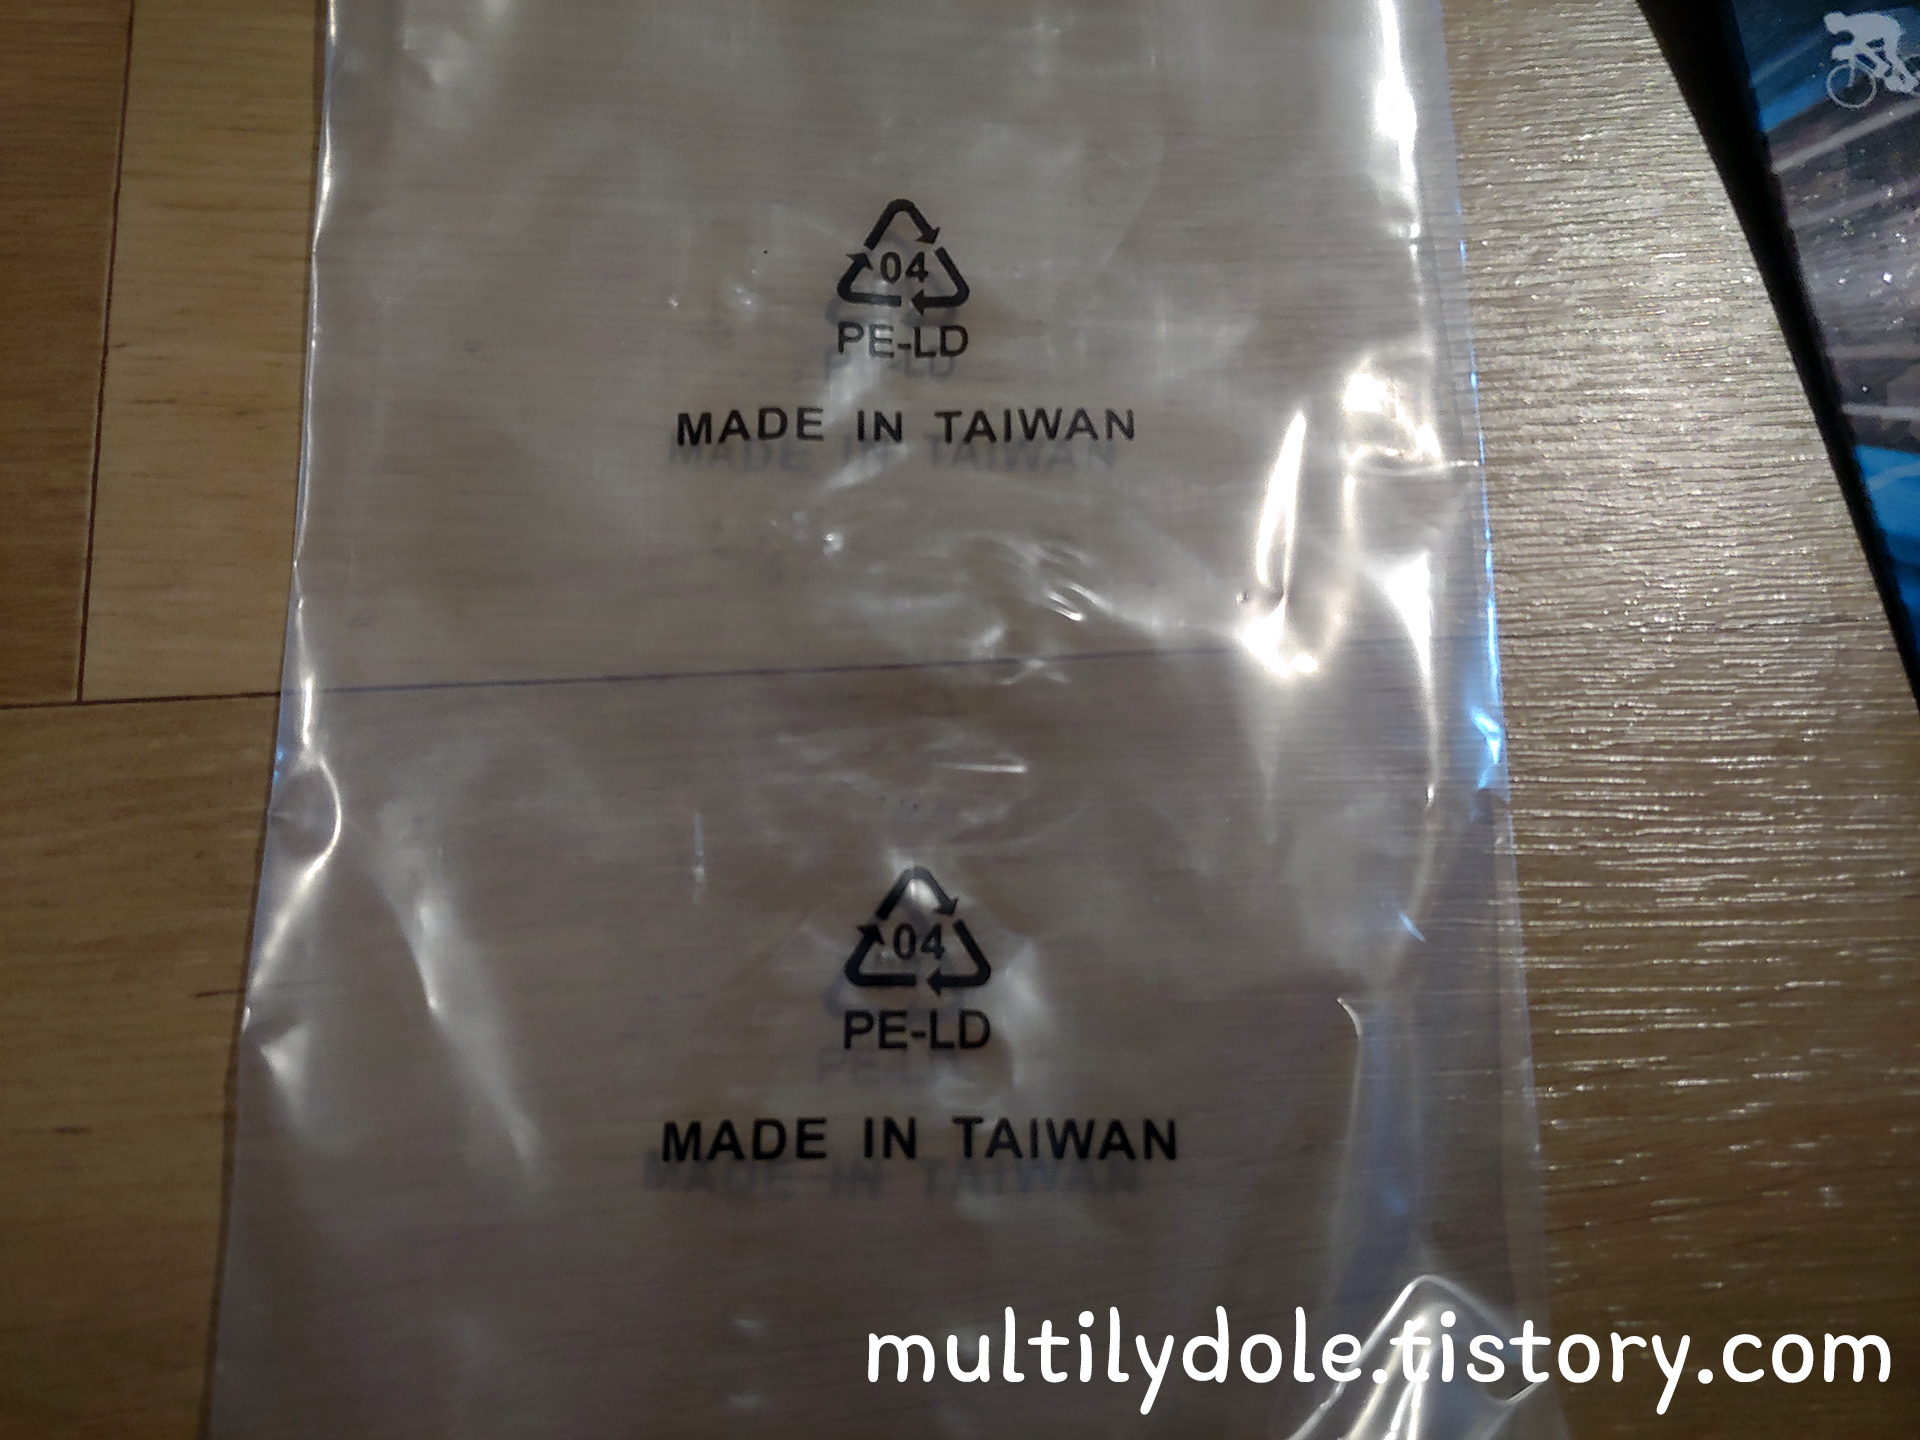 04
PE-LD
MADE IN TAIWAN
04
PE-LD
MADE IN TAIWAN
multilydole.tistory.com